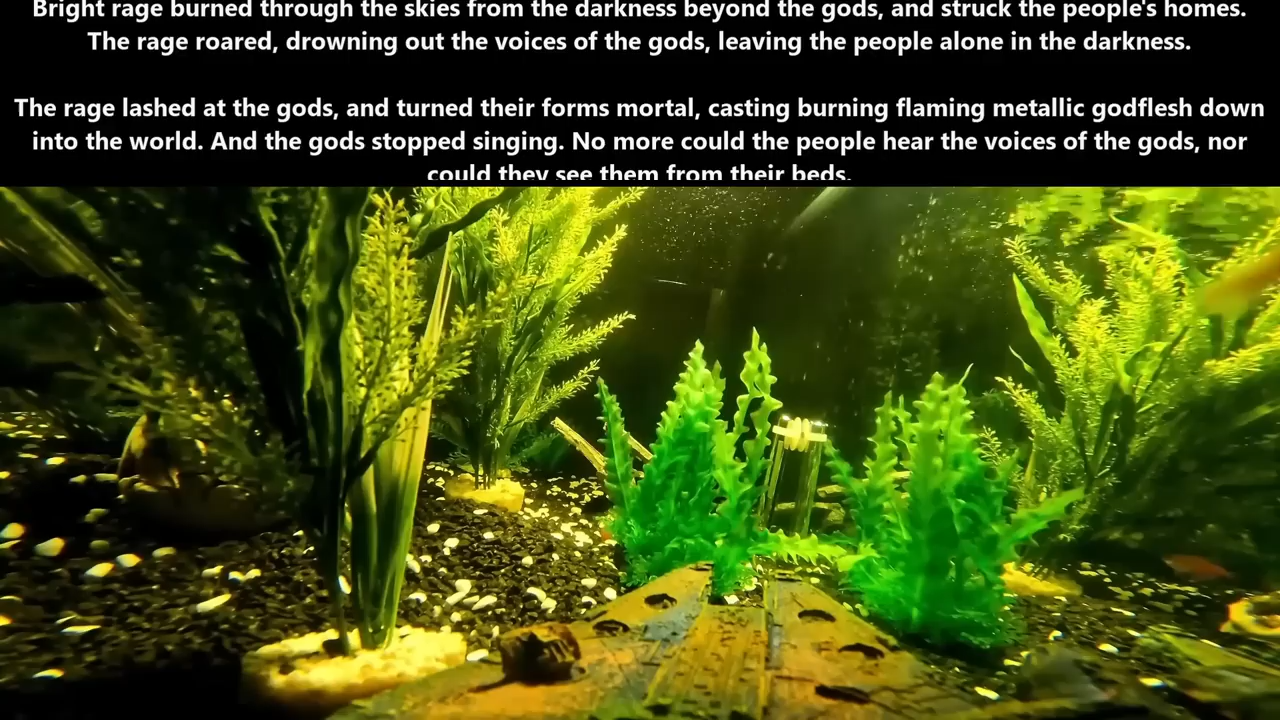 Bright rage burned through the skies from the darkness beyond the gods, and struck the people's homes.
The rage roared, drowning out the voices of the gods, leaving the people alone in the darkness.
The rage lashed at the gods, and turned their forms mortal, casting burning flaming metallic godflesh down
into the world. And the gods stopped singing. No more could the people hear the voices of the gods, nor
could they see them from their beds.